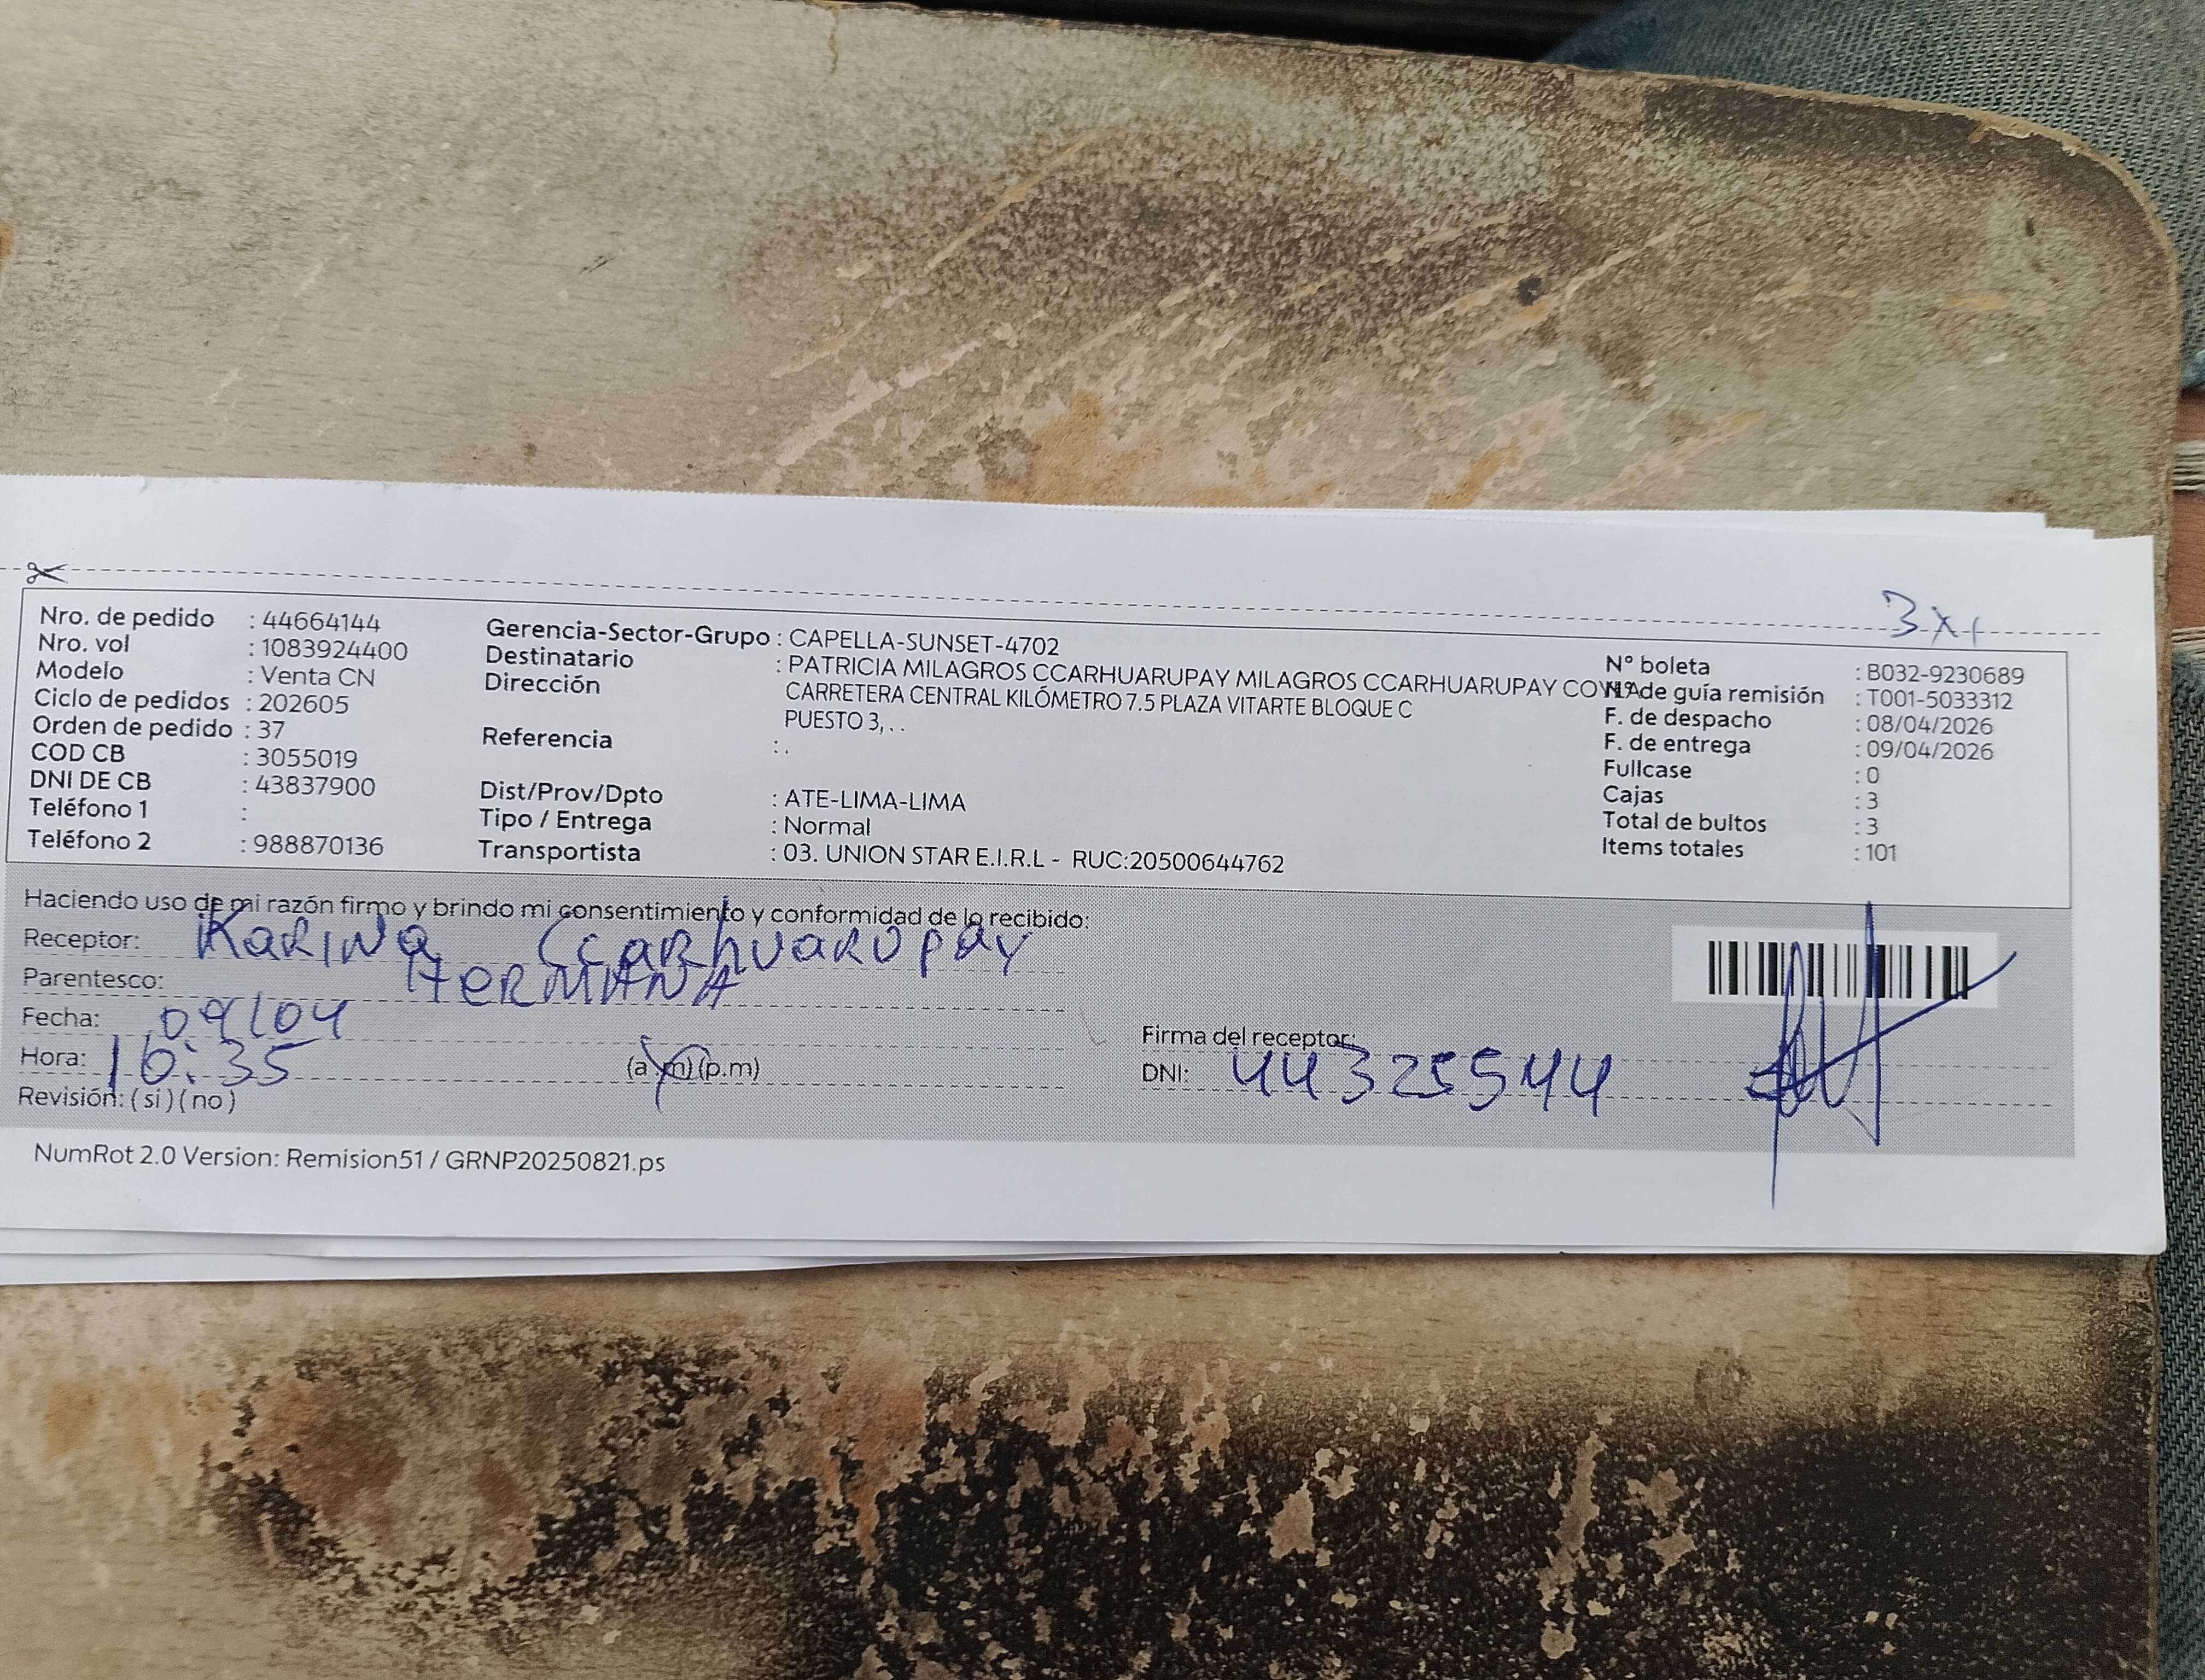 3x1
Nro. de pedido : 44664144
Nro. vol : 1083924400
Modelo : Venta CN
Ciclo de pedidos : 202605
Orden de pedido : 37
COD CB : 3055019
DNI DE CB : 43837900
Teléfono 1 :
Teléfono 2 : 988870136
Gerencia-Sector-Grupo : CAPELLA-SUNSET-4702
Destinatario : PATRICIA MILAGROS CCARHUARUPAY MILAGROS CCARHUARUPAY
Dirección CARRETERA CENTRAL KILÓMETRO 7.5 PLAZA VITARTE BLOQUE C
PUESTO 3, . .
Referencia : .
Dist/Prov/Dpto : ATE-LIMA-LIMA
Tipo / Entrega : Normal
Transportista : 03. UNION STAR E.I.R.L - RUC:20500644762
N° boleta : B032-9230689
de guía remisión : T001-5033312
F. de despacho : 08/04/2026
F. de entrega : 09/04/2026
Fullcase : 0
Cajas : 3
Total de bultos : 3
Items totales : 101
Haciendo uso de mi razón firmo y brindo mi consentimiento y conformidad de lo recibido:
Receptor: KARINA CcaRhuaRUpay
Parentesco: HeRMANA
Fecha: 09/04
Hora: 16:35 (a.m)(p.m)
Revisión: (si)(no)
Firma del receptor:
DNI: 44325544
NumRot 2.0 Version: Remision51 / GRNP20250821.ps